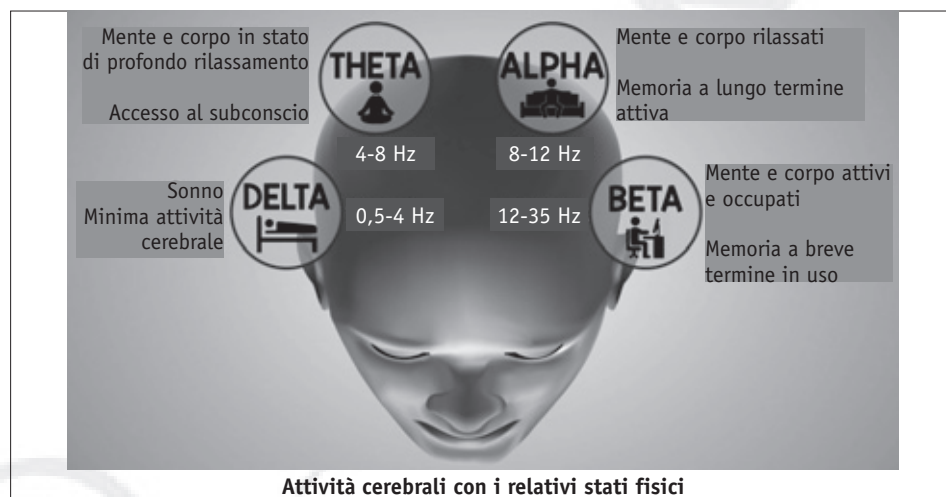 Mente e corpo in stato
di profondo rilassamento
Accesso al subconscio
THETA
4-8 Hz
ALPHA
8-12 Hz
Mente e corpo rilassati
Memoria a lungo termine
attiva
Sonno
Minima attività
cerebrale
DELTA
0,5-4 Hz
12-35 Hz
BETA
Mente e corpo attivi
e occupati
Memoria a breve
termine in uso
Attività cerebrali con i relativi stati fisici